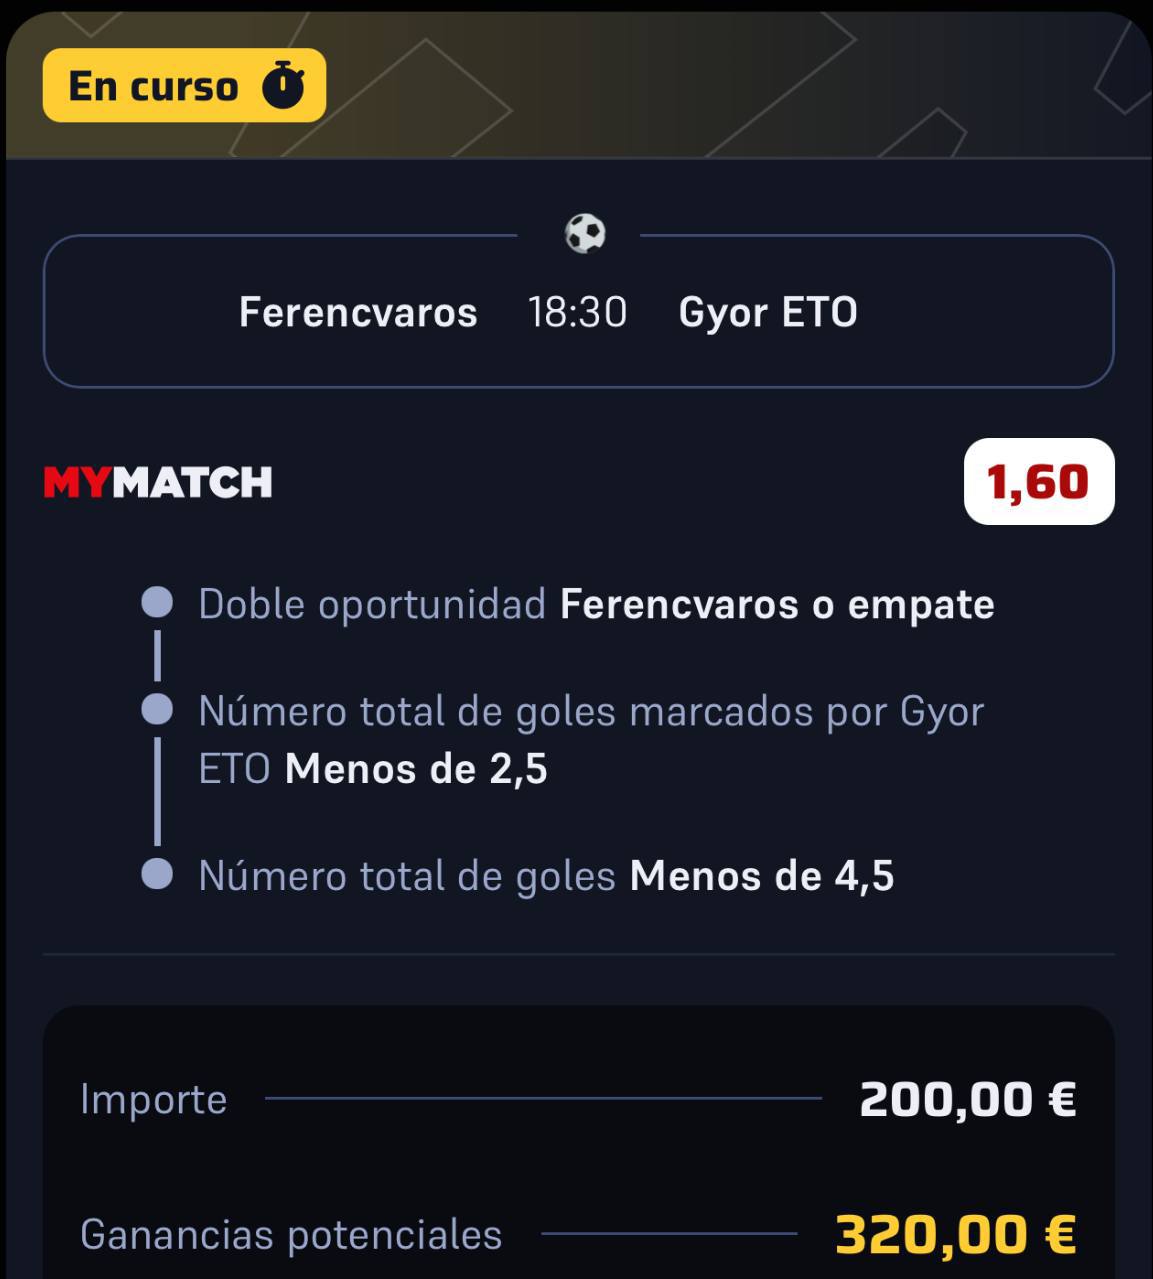 En curso
Ferencvaros 18:30 Gyor ETO
MYMATCH 1,60
Doble oportunidad Ferencvaros o empate
Número total de goles marcados por Gyor
ETO Menos de 2,5
Número total de goles Menos de 4,5
Importe 200,00 €
Ganancias potenciales 320,00 €